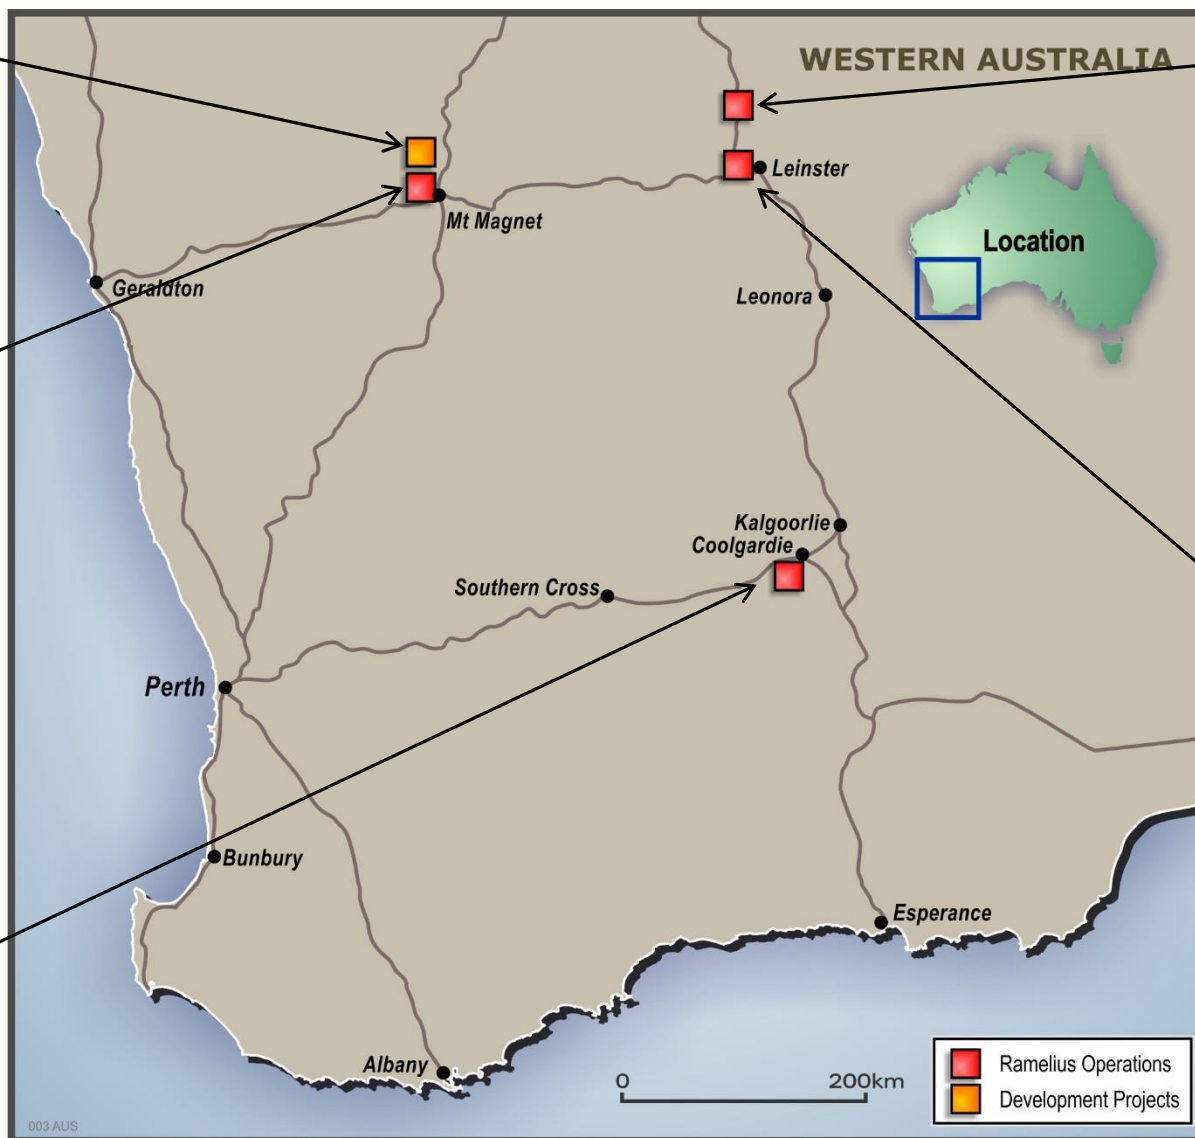 WESTERN AUSTRALIA
Leinster
Mt Magnet
Location
Geraldton
Leonora
Kalgoorlie
Coolgardie
Southern Cross
Perth
Bunbury
Esperance
Albany
0 200km
Ramelius Operations
Development Projects
003 AUS